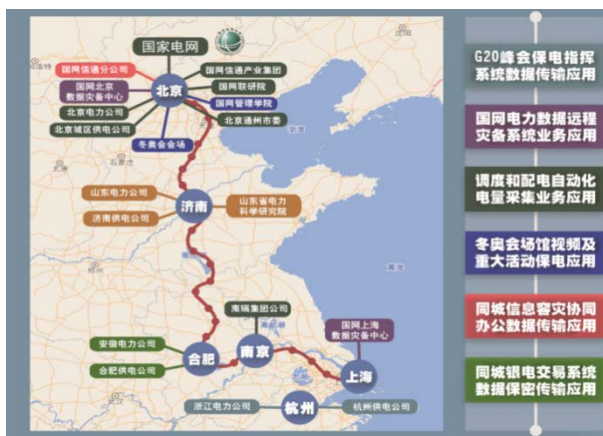 国家电网
国网信通分公司
国网北京
数据灾备中心
北京电力公司
北京城区供电公司
北京
国网信通产业集团
国网联研院
国网管理学院
北京通州市委
冬奥会会场
山东电力公司
济南供电公司
济南
山东省电力
科学研究院
南瑞集团公司
安徽电力公司
合肥供电公司
合肥
南京
国网上海
数据灾备中心
上海
浙江电力公司
杭州
杭州供电公司
G20峰会保电指挥
系统数据传输应用
国网电力数据远程
灾备系统业务应用
调度和配电自动化
电量采集业务应用
冬奥会场馆视频及
重大活动保电应用
同城信息容灾协同
办公数据传输应用
同城银电交易系统
数据保密传输应用